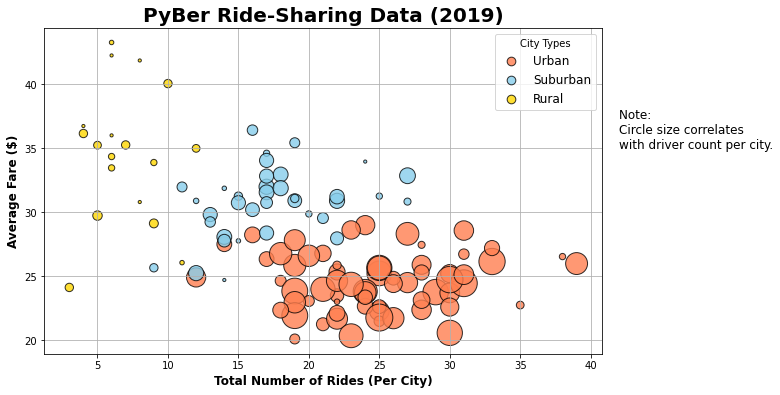 PyBer Ride-Sharing Data (2019)
Average Fare ($)
40
35
30
25
20
City Types
Urban
Suburban
Rural
Note:
Circle size correlates
with driver count per city.
5
10
15
20
25
30
35
40
Total Number of Rides (Per City)